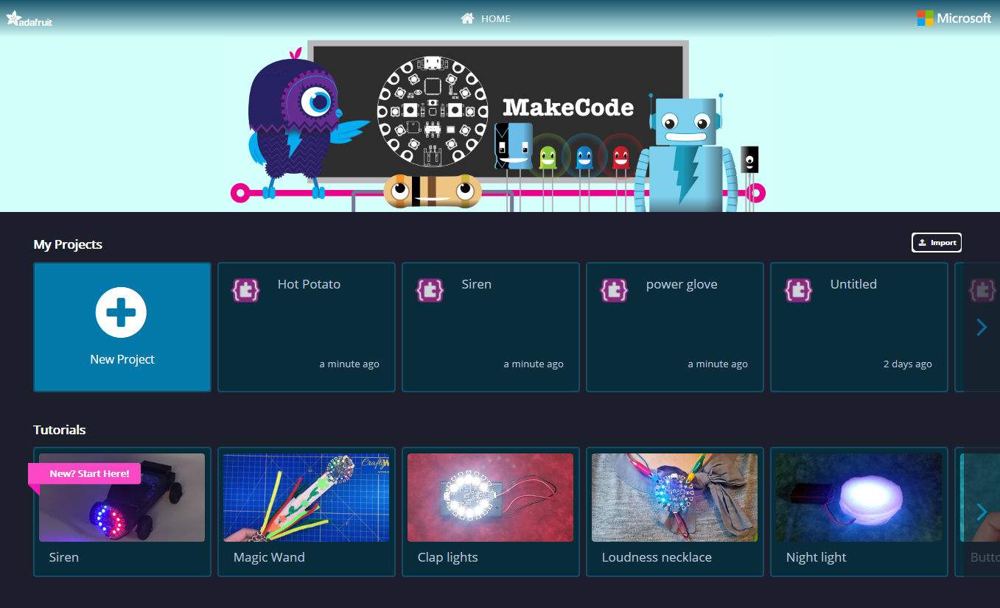 adafruit
HOME
Microsoft
MakeCode
My Projects
Import
New Project
Hot Potato
a minute ago
Siren
a minute ago
power glove
a minute ago
Untitled
2 days ago
Tutorials
New? Start Here!
Siren
Magic Wand
Clap lights
Loudness necklace
Night light